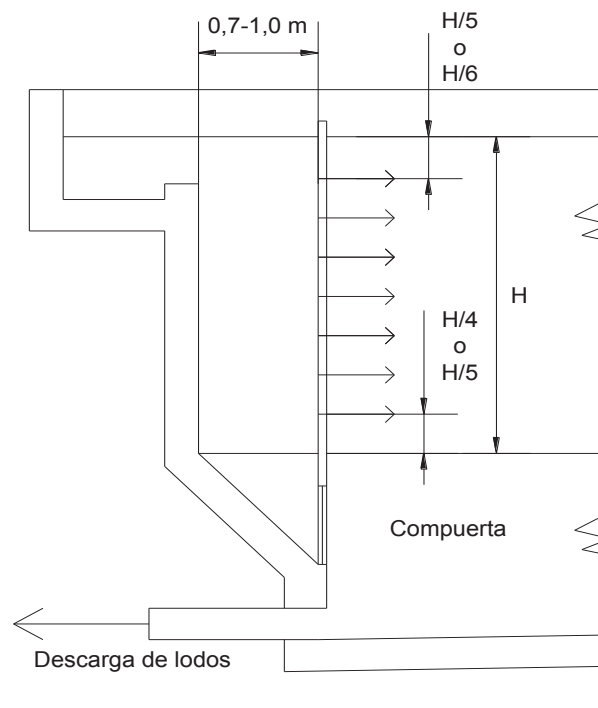 0,7-1,0 m
H/5
o
H/6
H
H/4
o
H/5
Compuerta
Descarga de lodos